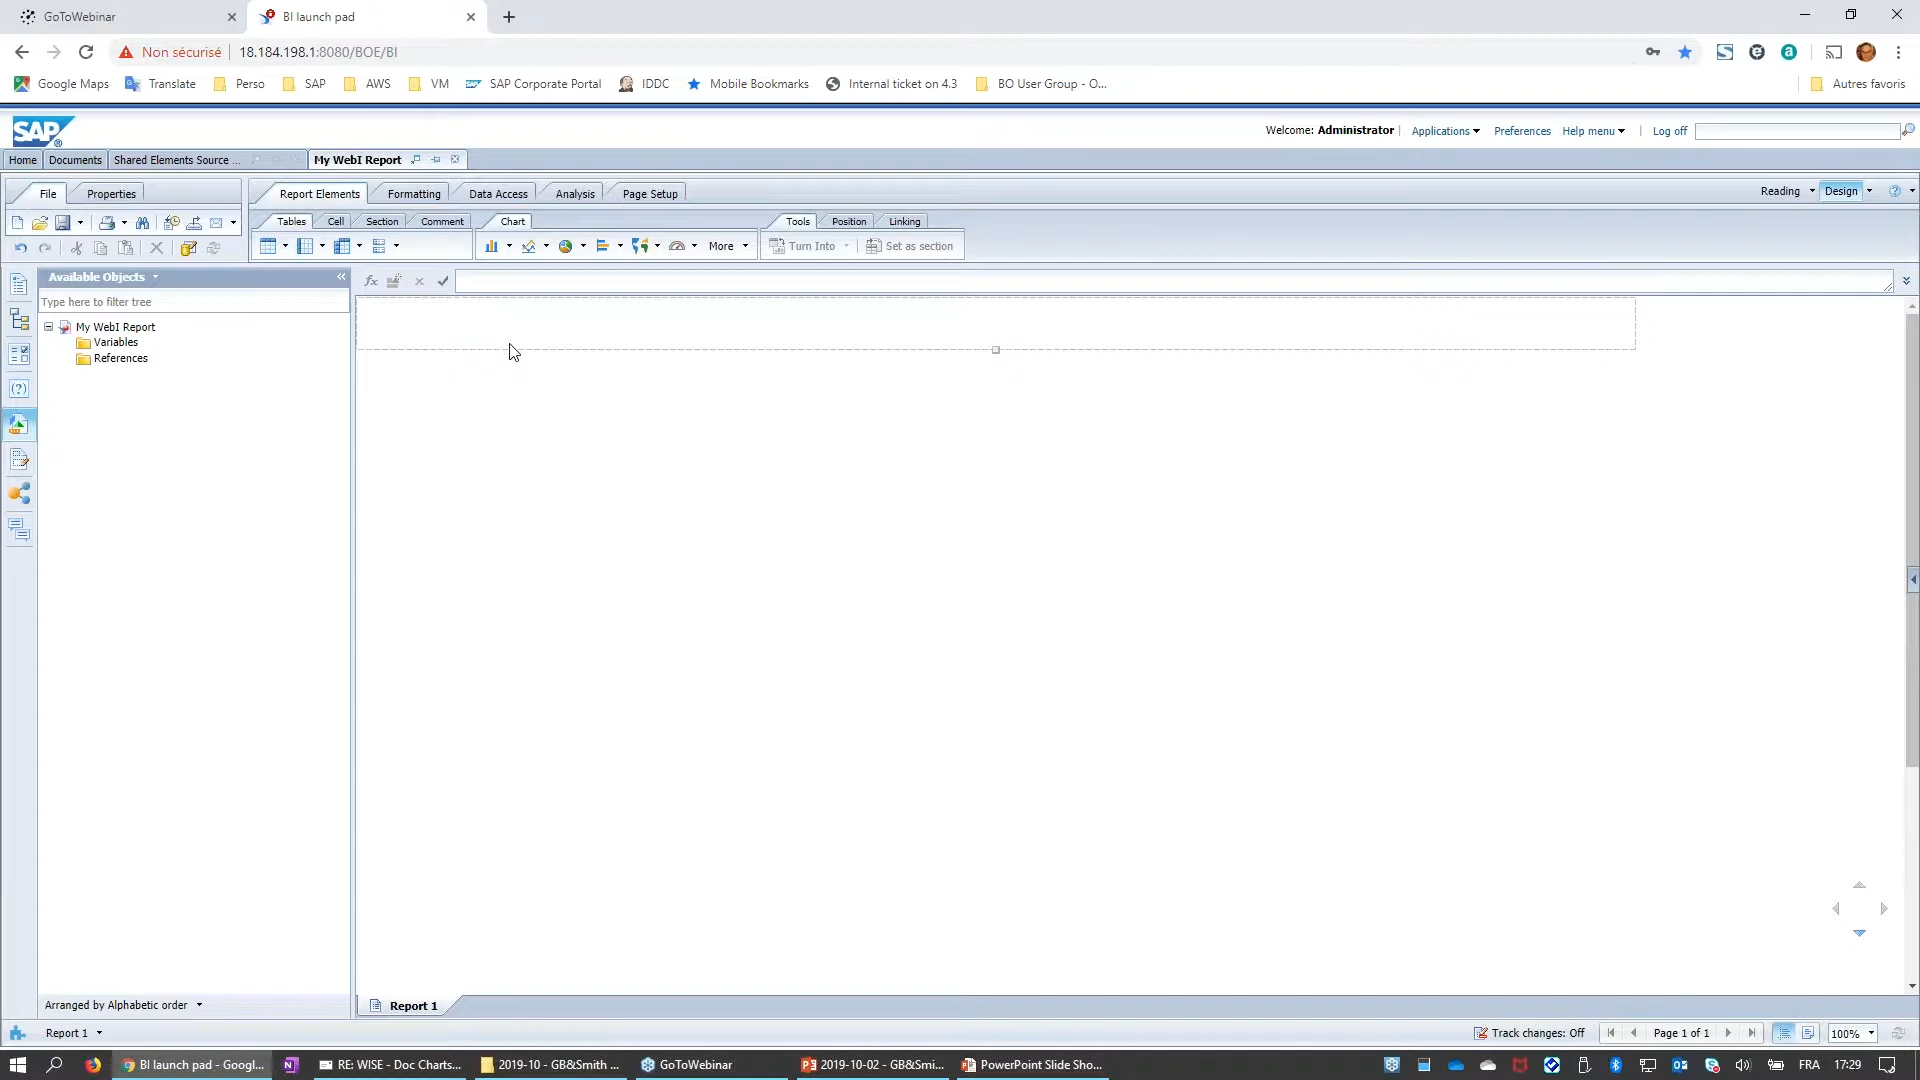 GoToWebinar
BI launch pad
Non sécurisé
18.184.198.1:8080/BOE/BI
Google Maps
Translate
Perso
SAP
AWS
VM
SAP Corporate Portal
IDDC
Mobile Bookmarks
Internal ticket on 4.3
BO User Group - O...
Autres favoris
SAP
Welcome: Administrator
Applications
Preferences
Help menu
Log off
Home
Documents
Shared Elements Source ...
My WebI Report
File
Properties
Report Elements
Formatting
Data Access
Analysis
Page Setup
Reading
Design
Tables
Cell
Section
Comment
Chart
Tools
Position
Linking
More
Turn Into
Set as section
Available Objects
Type here to filter tree
My WebI Report
Variables
References
Arranged by Alphabetic order
Report 1
Report 1
Track changes: Off
Page 1 of 1
100%
BI launch pad - Googl...
RE: WISE - Doc Charts...
2019-10 - GB&Smith ...
GoToWebinar
2019-10-02 - GB&Smi...
PowerPoint Slide Sho...
FRA
17:29